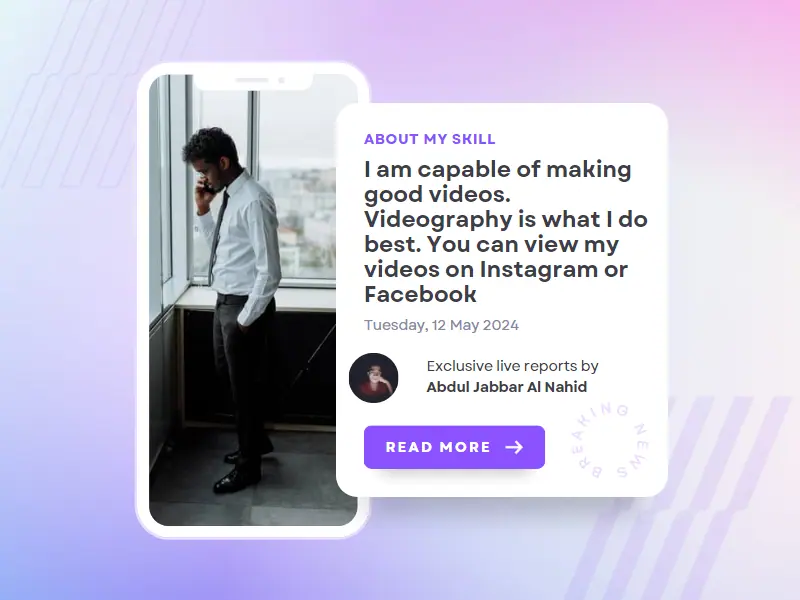 ABOUT MY SKILL
I am capable of making
good videos.
Videography is what I do
best. You can view my
videos on Instagram or
Facebook
Tuesday, 12 May 2024
Exclusive live reports by
Abdul Jabbar Al Nahid
READ MORE
BREAKING NEWS